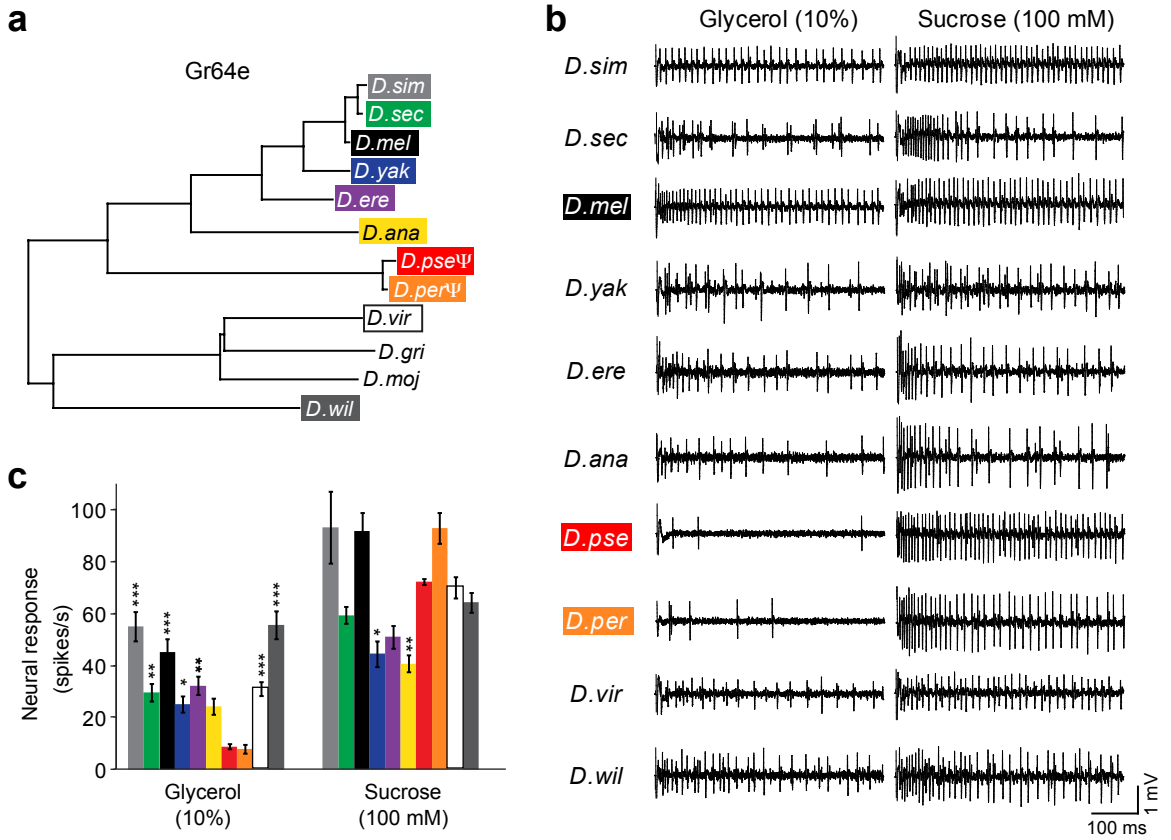 a
Gr64e
D.sim
D.sec
D.mel
D.yak
D.ere
D.ana
D.pseΨ
D.perΨ
D.vir
D.gri
D.moj
D.wil
b
Glycerol (10%)
Sucrose (100 mM)
D.sim
D.sec
D.mel
D.yak
D.ere
D.ana
D.pse
D.per
D.vir
D.wil
1 mV
100 ms
c
Neural response
(spikes/s)
100
80
60
40
20
0
***
**
***
*
**
***
***
*
**
Glycerol
(10%)
Sucrose
(100 mM)